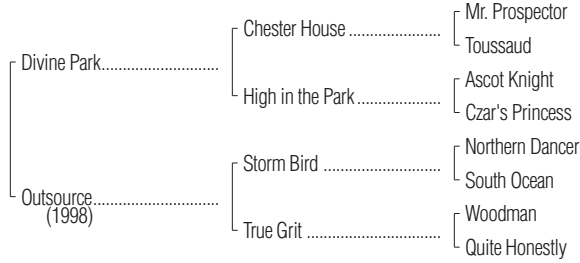 Mr. Prospector
Chester House
Toussaud
Divine Park
Ascot Knight
High in the Park
Czar's Princess
Northern Dancer
Storm Bird
South Ocean
Outsource
(1998)
Woodman
True Grit
Quite Honestly